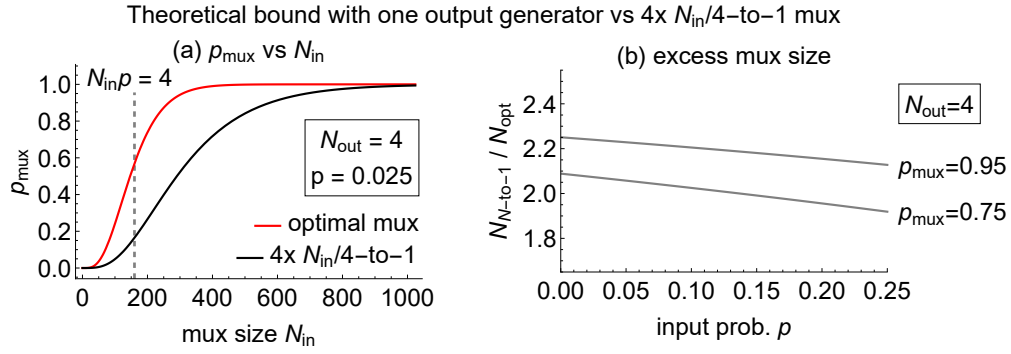 Theoretical bound with one output generator vs 4x N_in/4−to−1 mux
(a) p_mux vs N_in
N_in p = 4
1.0
0.8
0.6
0.4
0.2
0.0
p_mux
N_out = 4
p = 0.025
optimal mux
4x N_in/4−to−1
0 200 400 600 800 1000
mux size N_in
(b) excess mux size
N_out=4
2.4
2.2
2.0
1.8
N_N−to−1 / N_opt
p_mux=0.95
p_mux=0.75
0.00 0.05 0.10 0.15 0.20 0.25
input prob. p